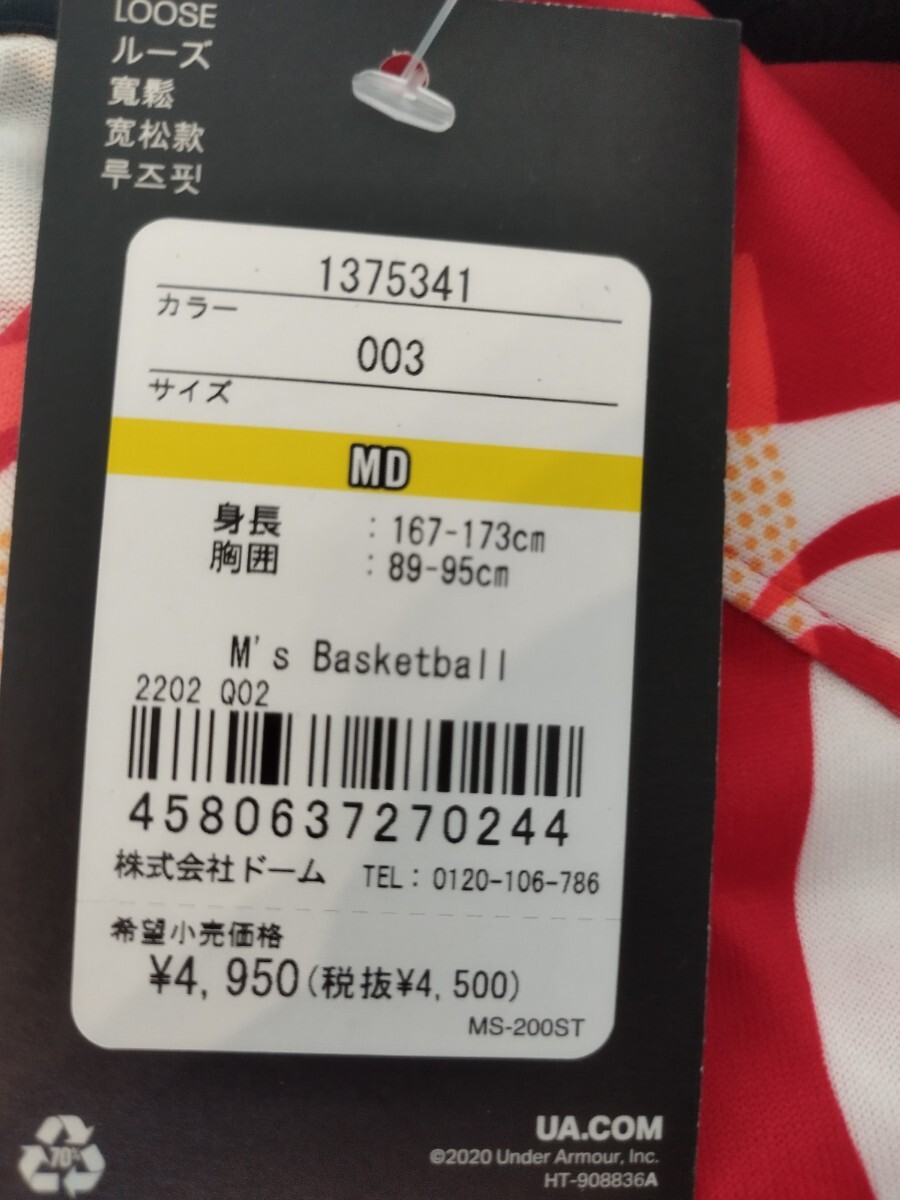 LOOSE
ルーズ
寬鬆
宽松款
루즈핏
1375341
カラー
003
サイズ
MD
身長 : 167-173cm
胸囲 : 89-95cm
M's Basketball
2202 Q02
4580637270244
株式会社ドーム TEL: 0120-106-786
希望小売価格
¥4,950(税抜¥4,500)
MS-200ST
70%
UA.COM
©2020 Under Armour, Inc.
HT-908836A